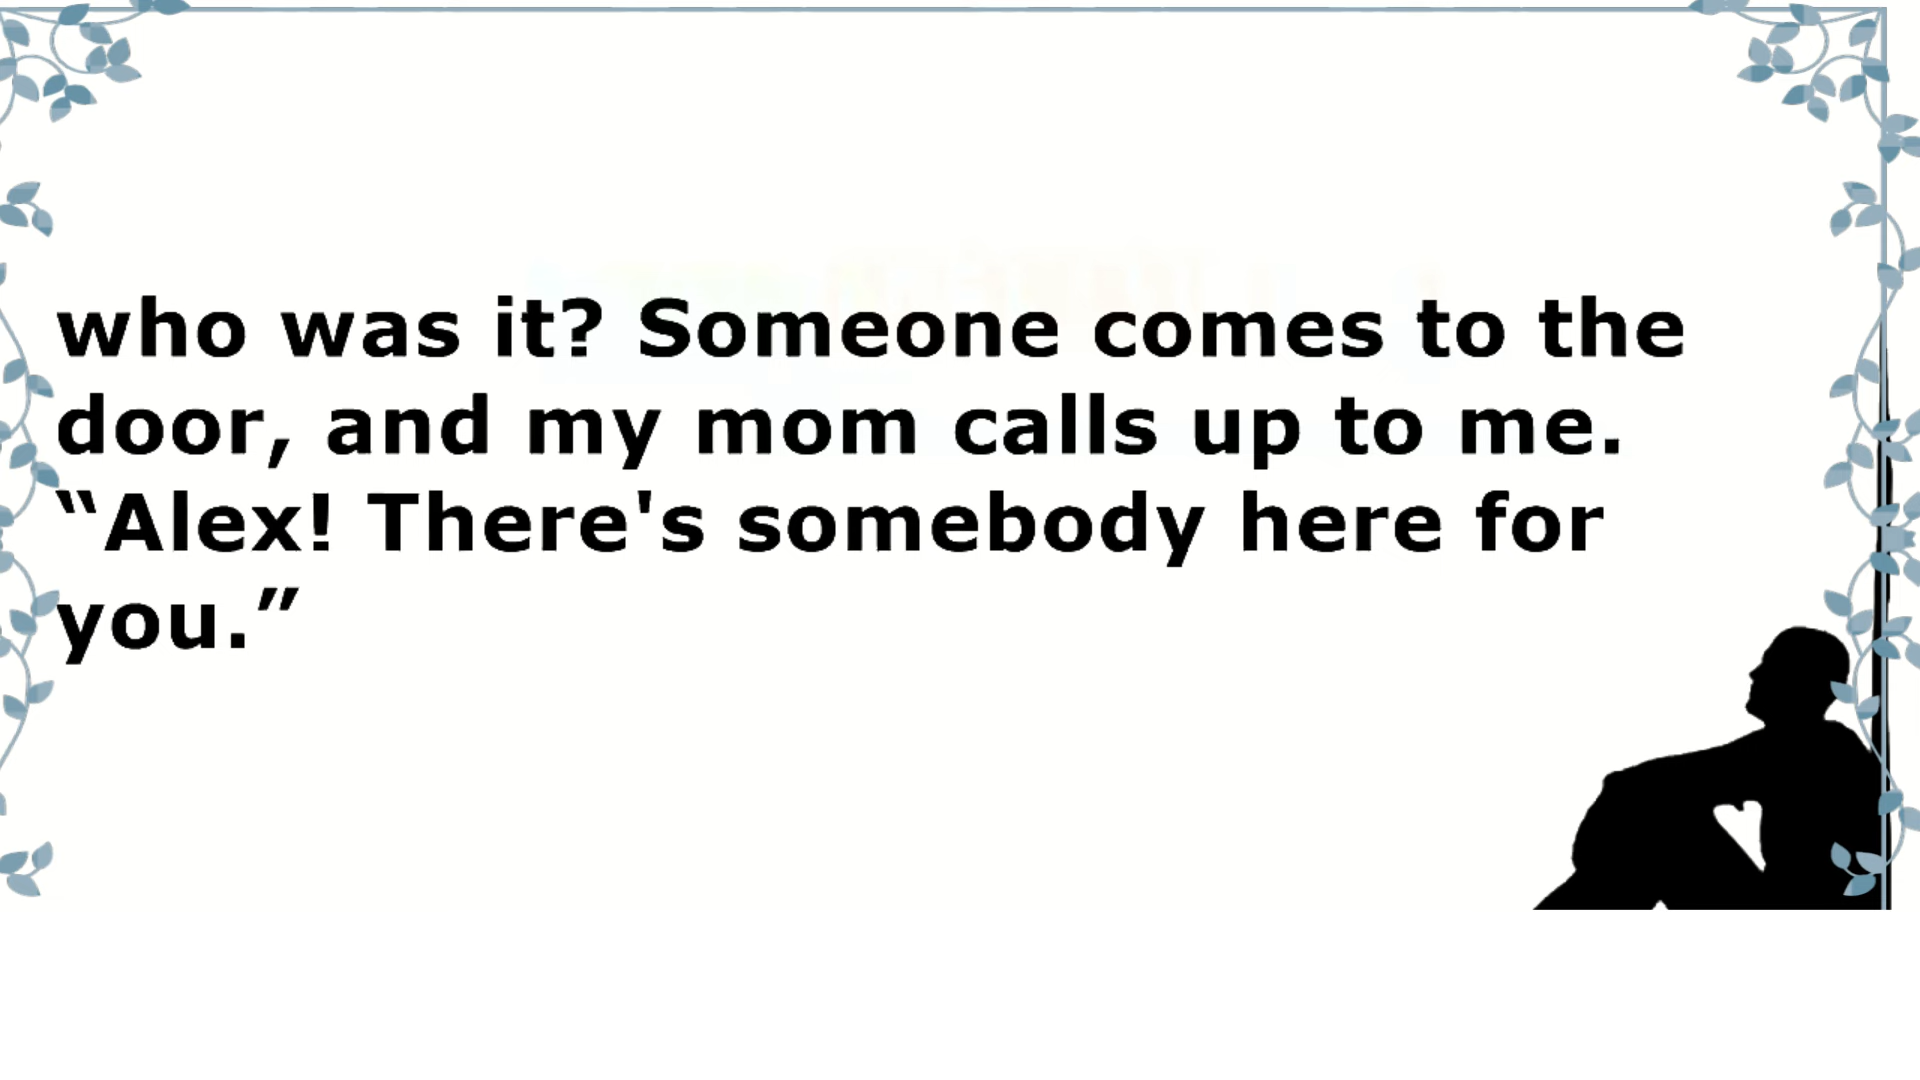 who was it? Someone comes to the
door, and my mom calls up to me.
“Alex! There's somebody here for
you.”